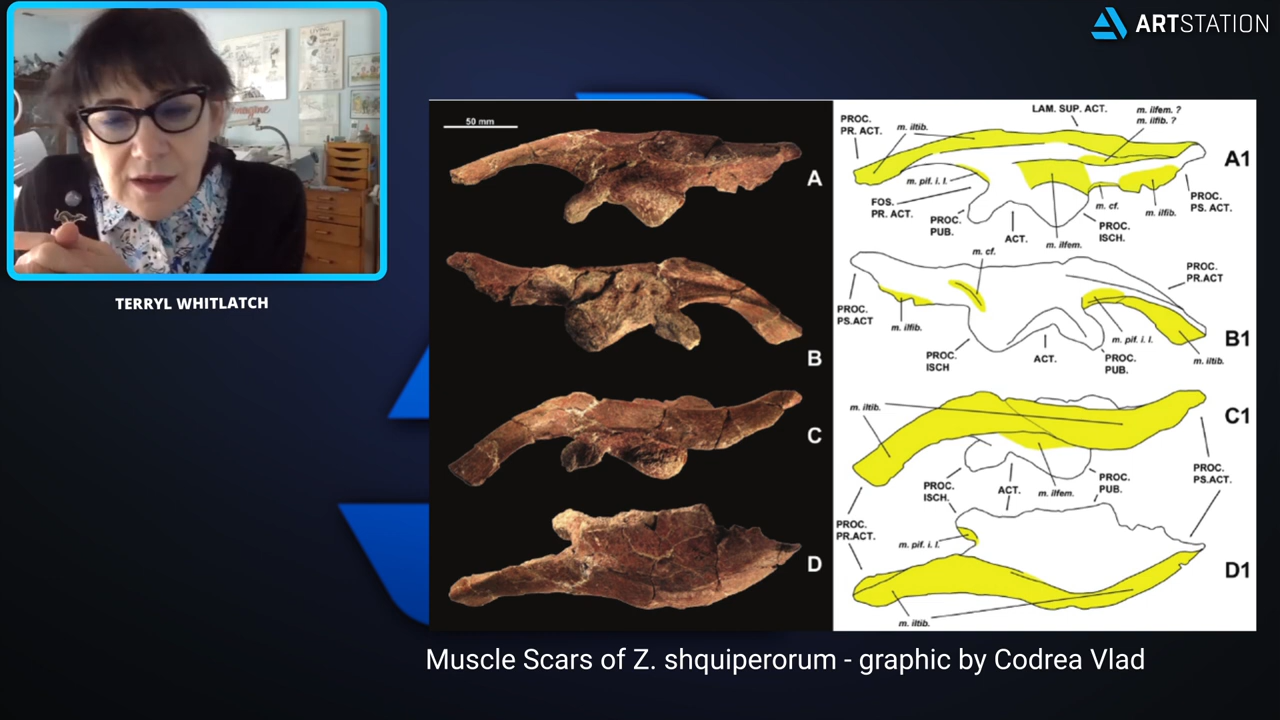 ARTSTATION
imagine
TERRYL WHITLATCH
50 mm
A
B
C
D
PROC.
PR. ACT.
m. iltib.
LAM. SUP. ACT.
m. ilfem. ?
m. ilfib. ?
A1
m. pif. i. l.
FOS.
PR. ACT.
PROC.
PUB.
ACT.
m. ilfem.
m. cf.
PROC.
ISCH.
m. ilfib.
PROC.
PS. ACT.
m. cf.
PROC.
PR.ACT
PROC.
PS.ACT
m. ilfib.
B1
PROC.
ISCH
ACT.
m. pif. i. l.
PROC.
PUB.
m. iltib.
m. iltib.
C1
PROC.
ISCH.
ACT.
m. ilfem.
PROC.
PUB.
PROC.
PS.ACT.
PROC.
PR.ACT.
m. pif. i. l.
D1
m. iltib.
Muscle Scars of Z. shquiperorum - graphic by Codrea Vlad